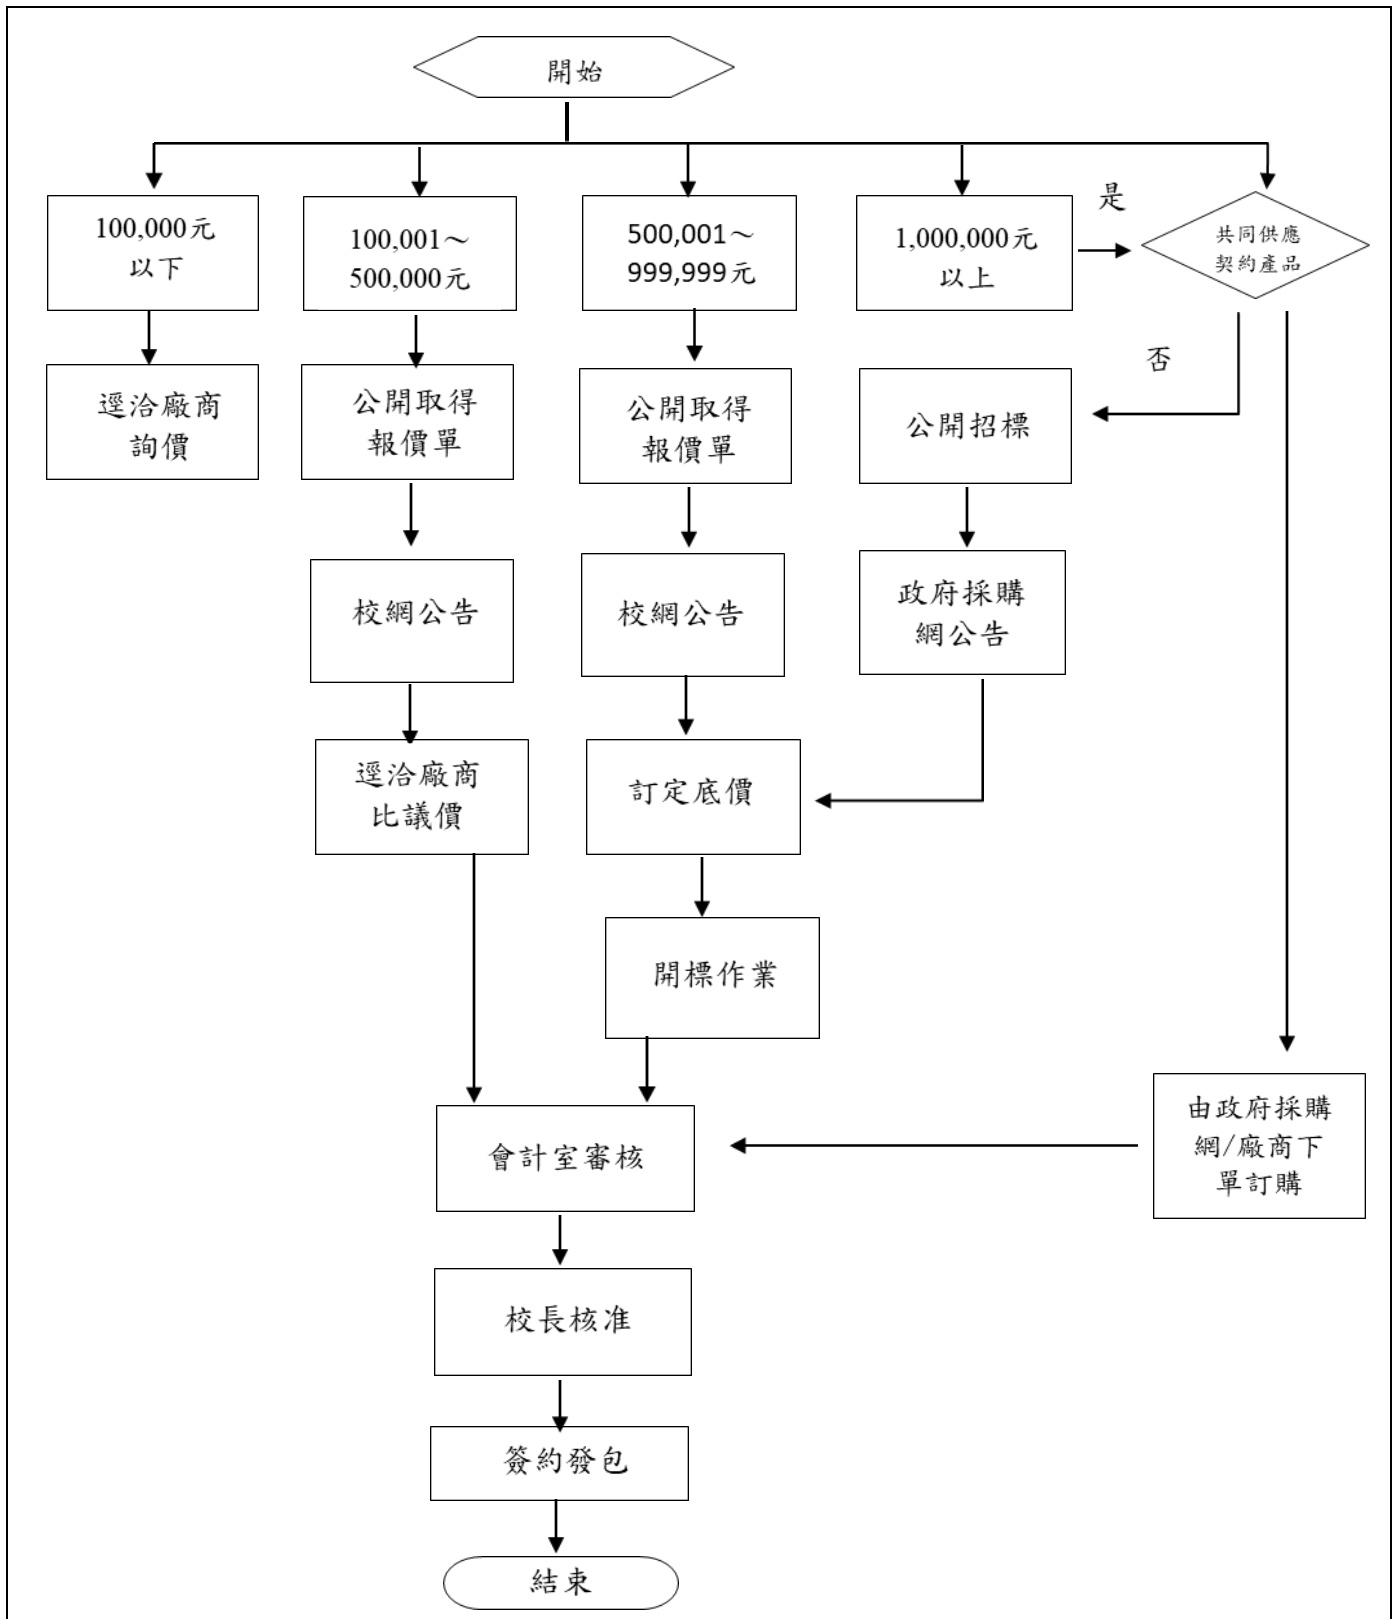 開始
100,000元
以下
100,001～
500,000元
500,001～
999,999元
1,000,000元
以上
是
共同供應
契約產品
否
逕洽廠商
詢價
公開取得
報價單
公開取得
報價單
公開招標
校網公告
校網公告
政府採購
網公告
逕洽廠商
比議價
訂定底價
開標作業
會計室審核
由政府採購
網/廠商下
單訂購
校長核准
簽約發包
結束